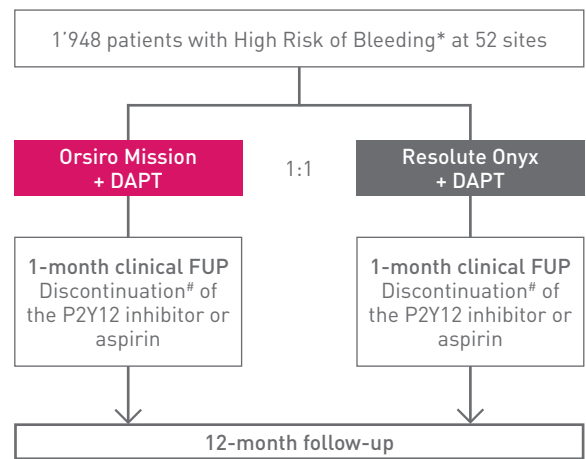 1'948 patients with High Risk of Bleeding* at 52 sites
Orsiro Mission
+ DAPT
1:1
Resolute Onyx
+ DAPT
1-month clinical FUP
Discontinuation# of
the P2Y12 inhibitor or
aspirin
1-month clinical FUP
Discontinuation# of
the P2Y12 inhibitor or
aspirin
12-month follow-up